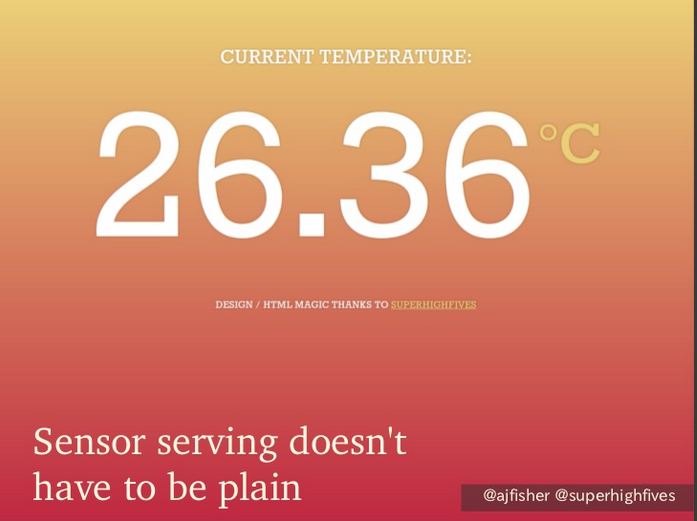 CURRENT TEMPERATURE:
26.36°C
DESIGN / HTML MAGIC THANKS TO SUPERHIGHFIVES
Sensor serving doesn't
have to be plain
@ajfisher @superhighfives